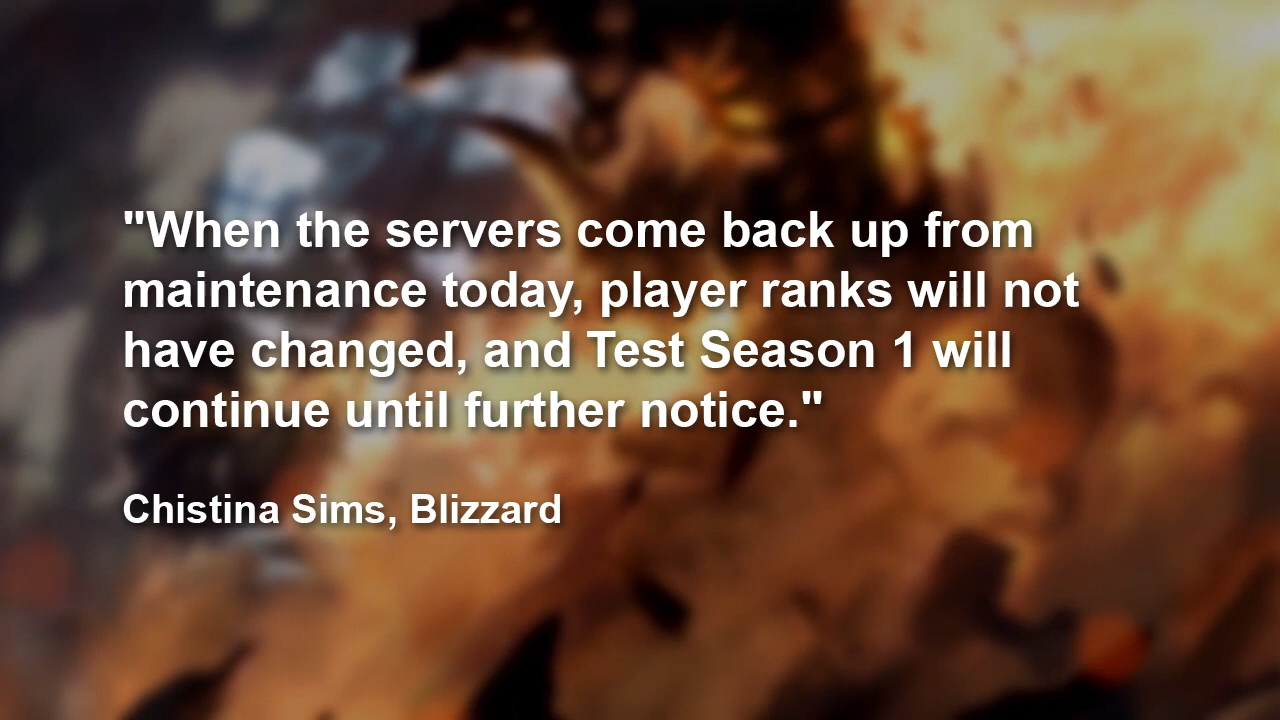 "When the servers come back up from
maintenance today, player ranks will not
have changed, and Test Season 1 will
continue until further notice."
Chistina Sims, Blizzard